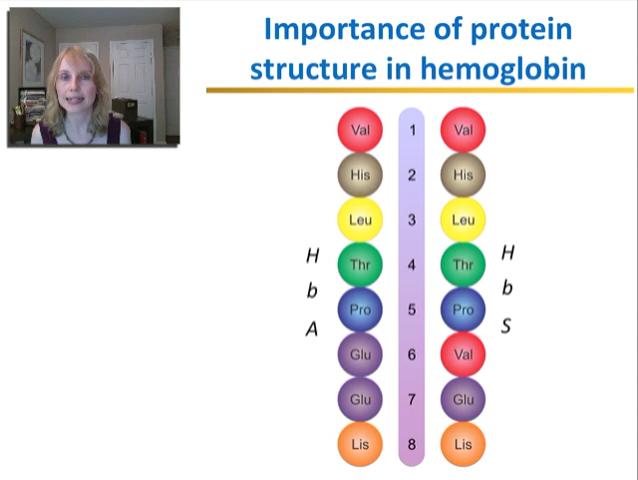 Importance of protein
structure in hemoglobin
Val 1 Val
His 2 His
Leu 3 Leu
H H
Thr 4 Thr
b b
Pro 5 Pro
A S
Glu 6 Val
Glu 7 Glu
Lis 8 Lis